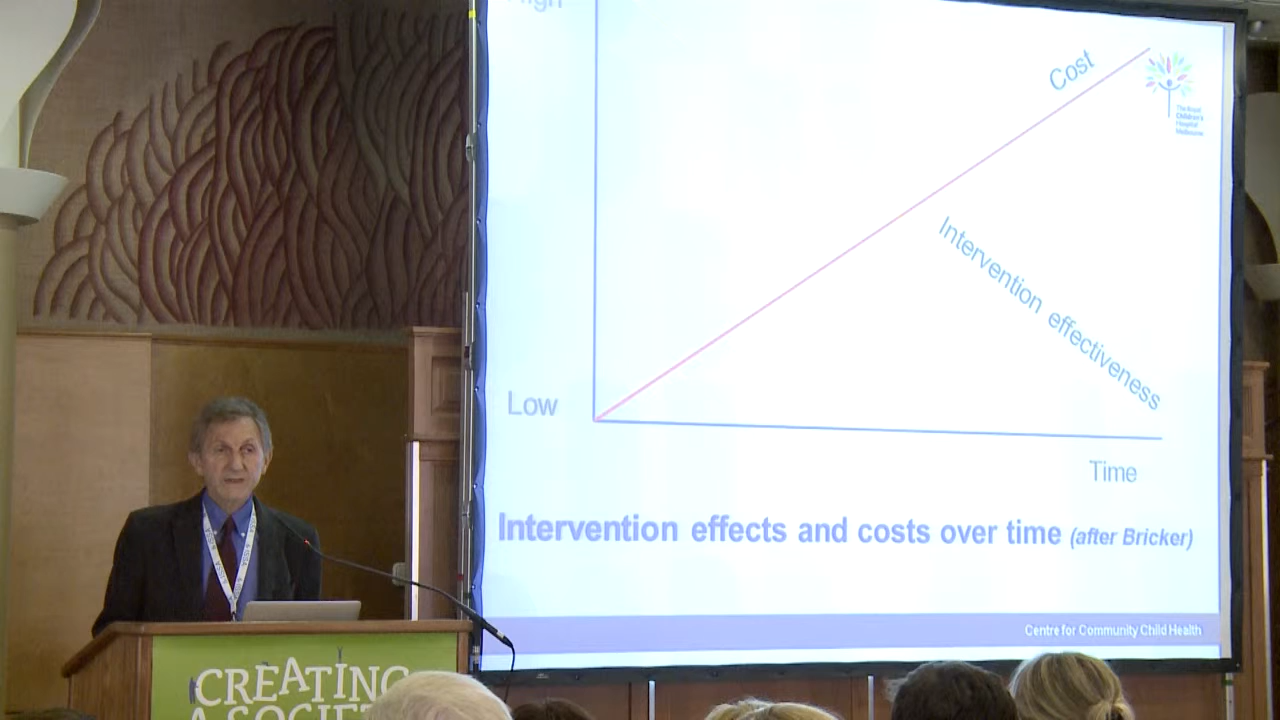 High
Cost
The Royal
Children's
Hospital
Melbourne
Intervention effectiveness
Low
Time
Intervention effects and costs over time (after Bricker)
Centre for Community Child Health
CREATING
A SOCIET